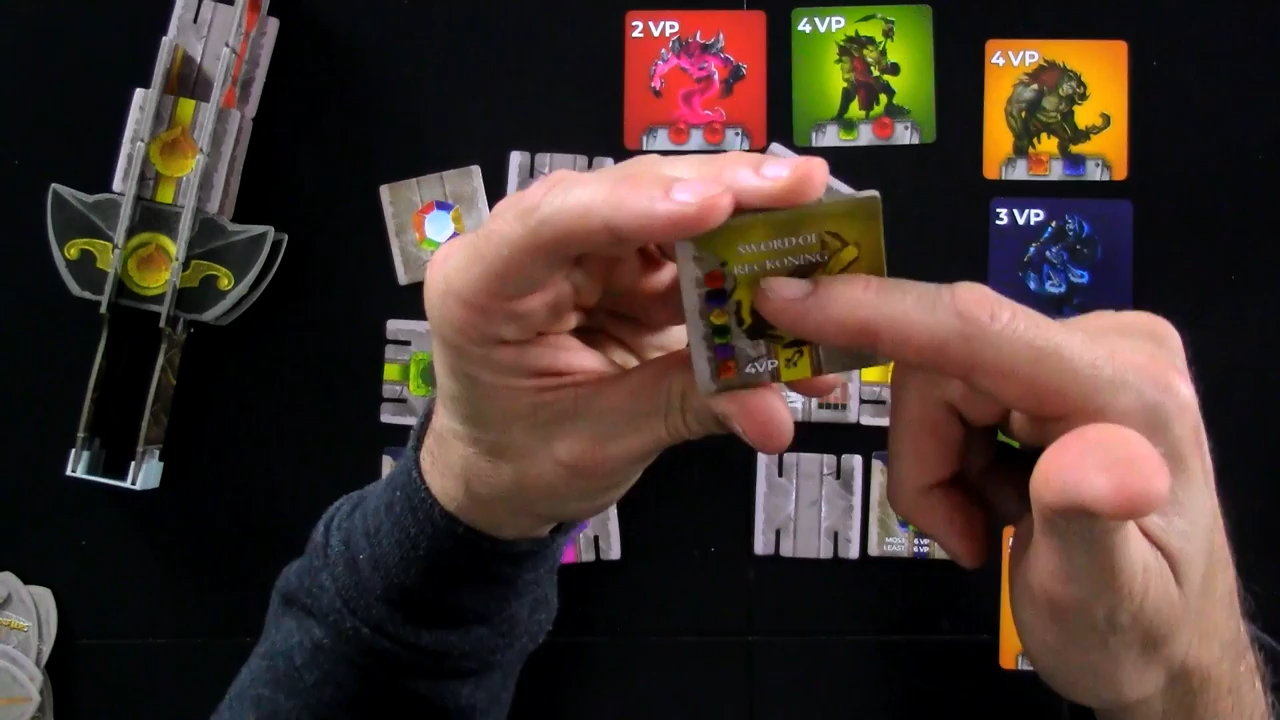 2 VP
4 VP
4 VP
3 VP
SWORD OF
RECKONING
4VP
MOST 6 VP
LEAST 6 VP